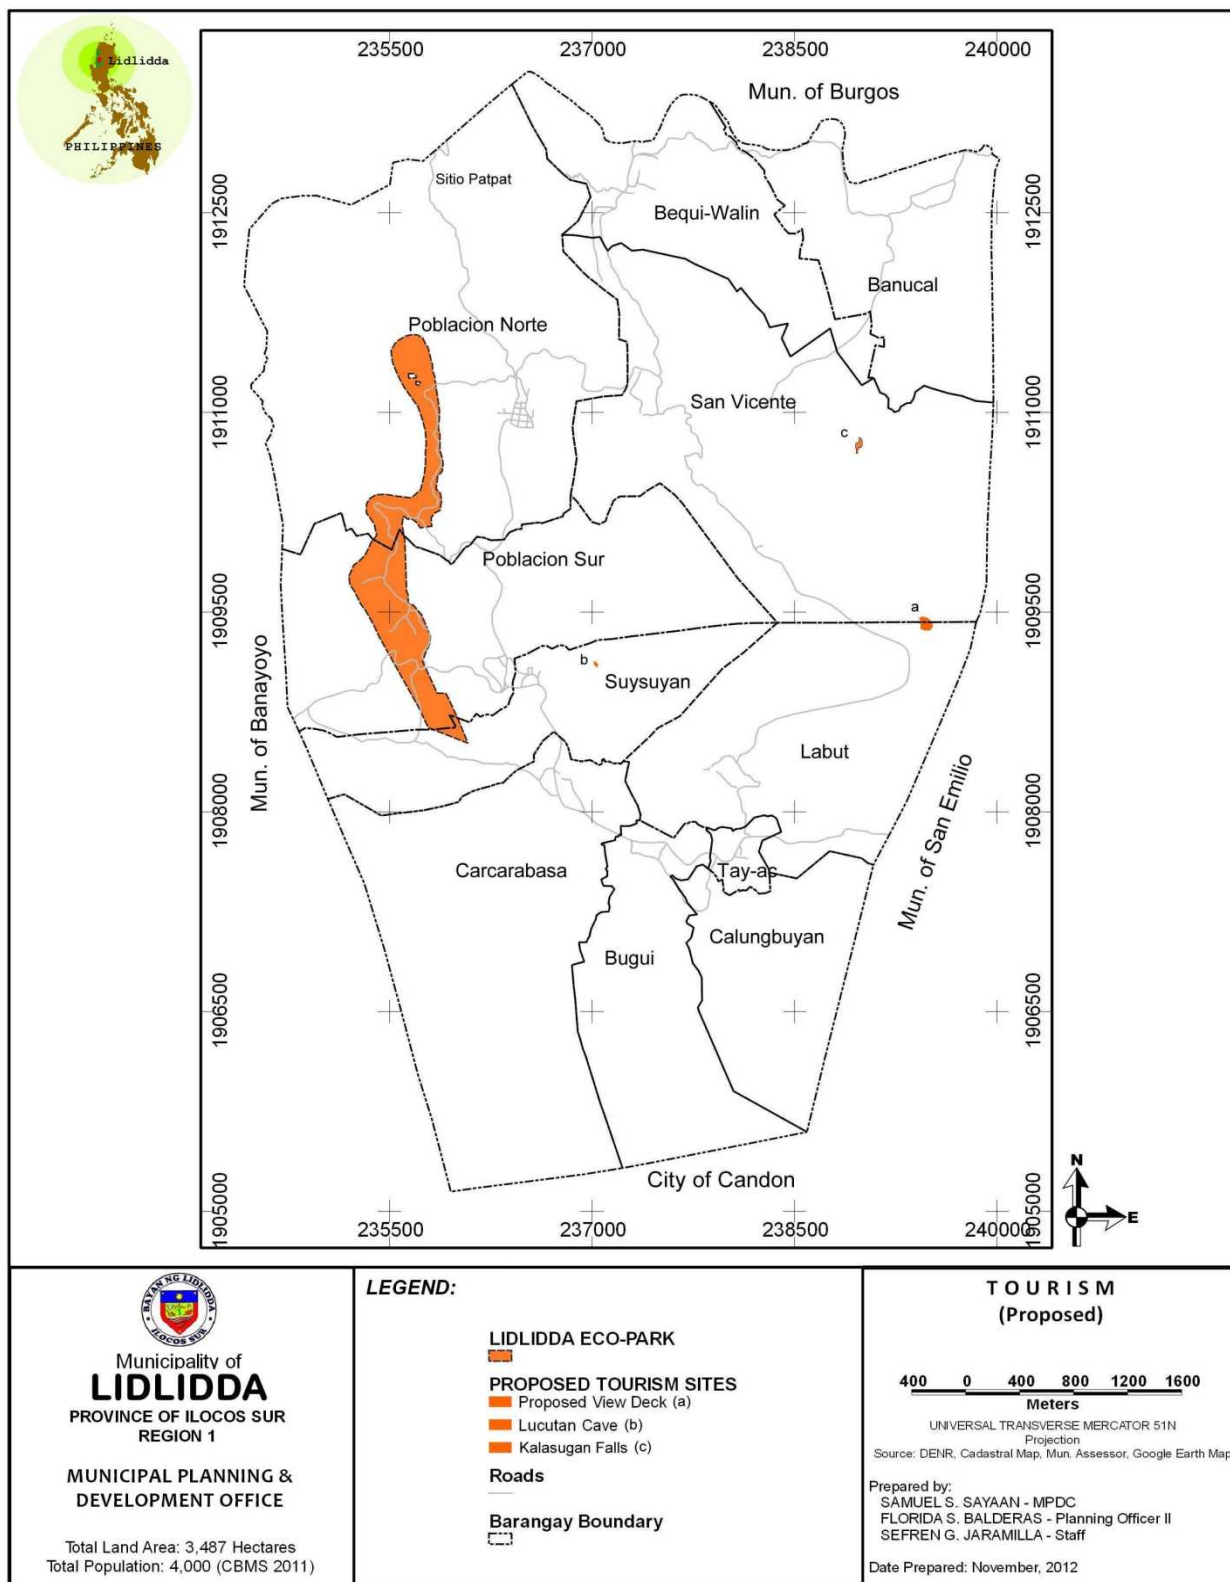 Lidlidda
PHILIPPINES
235500 237000 238500 240000
Mun. of Burgos
Sitio Patpat
1912500 1912500
Bequi-Walin
Banucal
Poblacion Norte
San Vicente
1911000 1911000
c
Poblacion Sur
1909500 1909500
a
b
Suysuyan
Mun. of Banayoyo
Labut
Mun. of San Emilio
1908000 1908000
Carcarabasa
Tay-as
Calungbuyan
Bugui
1906500 1906500
City of Candon
1905000 1905000
235500 237000 238500 240000
N
E
BAYAN NG LIDLIDDA
ILOCOS SUR
Municipality of
LIDLIDDA
PROVINCE OF ILOCOS SUR
REGION 1
MUNICIPAL PLANNING &
DEVELOPMENT OFFICE
Total Land Area: 3,487 Hectares
Total Population: 4,000 (CBMS 2011)
LEGEND:
LIDLIDDA ECO-PARK
PROPOSED TOURISM SITES
Proposed View Deck (a)
Lucutan Cave (b)
Kalasugan Falls (c)
Roads
Barangay Boundary
TOURISM
(Proposed)
400 0 400 800 1200 1600
Meters
UNIVERSAL TRANSVERSE MERCATOR 51N
Projection
Source: DENR, Cadastral Map, Mun. Assessor, Google Earth Map
Prepared by:
SAMUEL S. SAYAAN - MPDC
FLORIDA S. BALDERAS - Planning Officer II
SEFREN G. JARAMILLA - Staff
Date Prepared: November, 2012